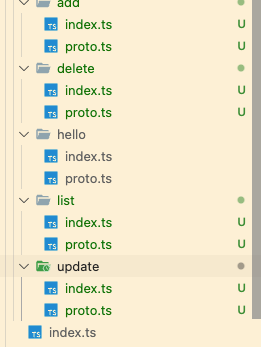 add
TS index.ts U
TS proto.ts U
delete
TS index.ts U
TS proto.ts U
hello
TS index.ts
TS proto.ts
list
TS index.ts U
TS proto.ts U
update
TS index.ts U
TS proto.ts U
TS index.ts